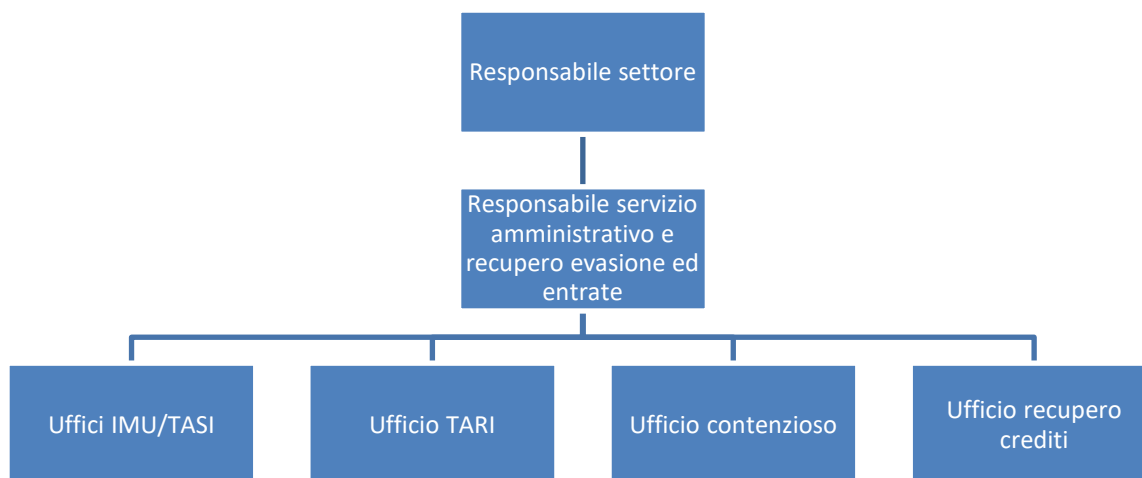 Responsabile settore
Responsabile servizio
amministrativo e
recupero evasione ed
entrate
Uffici IMU/TASI
Ufficio TARI
Ufficio contenzioso
Ufficio recupero
crediti